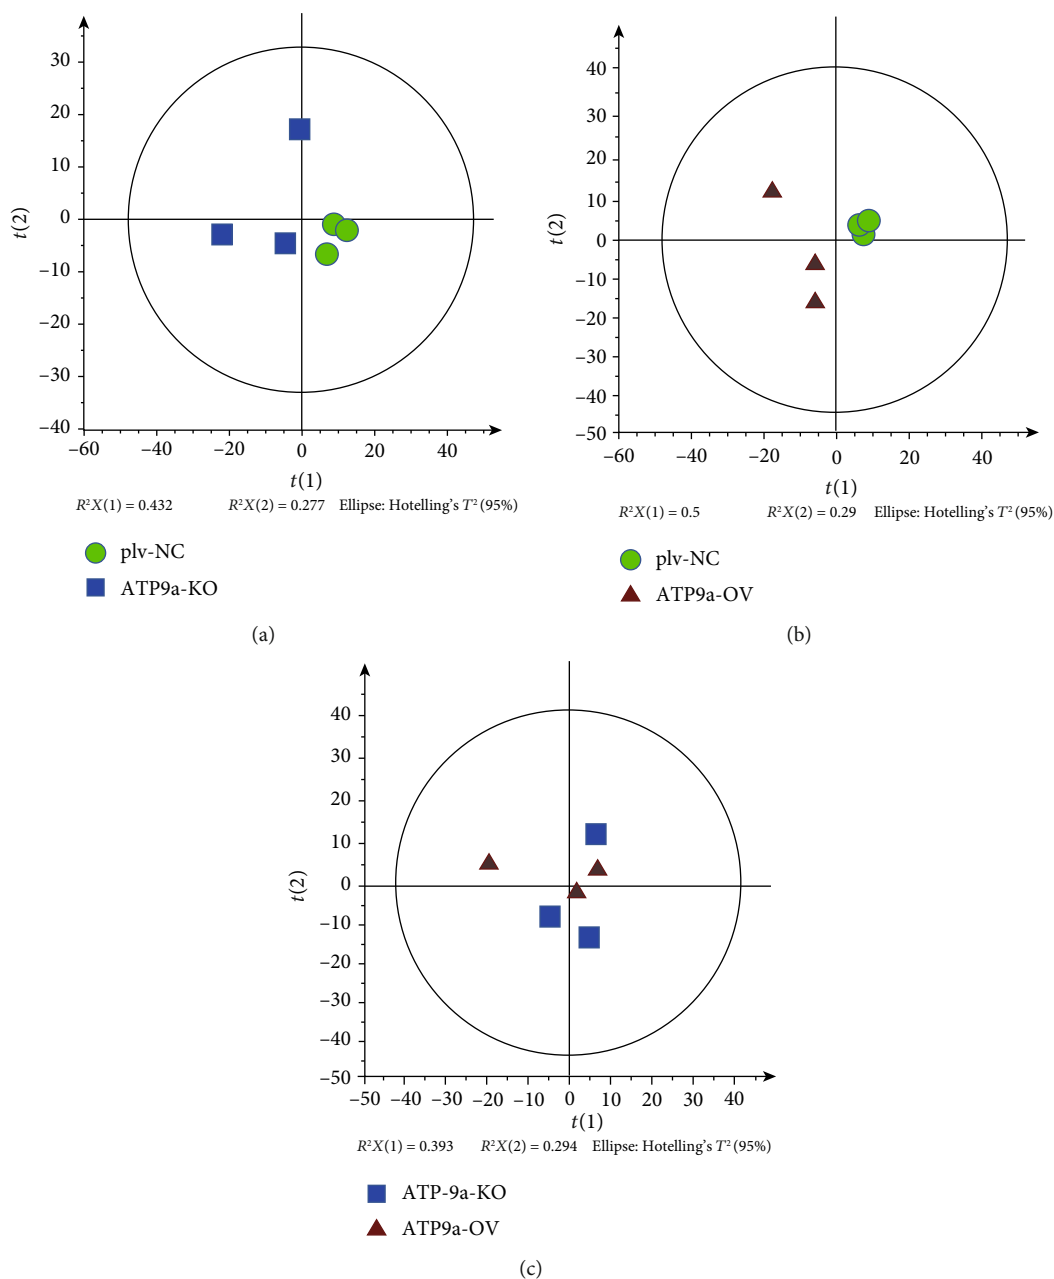 30
20
10
0
−10
−20
−30
−40
t(2)
−60 −40 −20 0 20 40
t(1)
R²X(1) = 0.432 R²X(2) = 0.277 Ellipse: Hotelling's T² (95%)
plv-NC
ATP9a-KO
(a)
40
30
20
10
0
−10
−20
−30
−40
−50
t(2)
−60 −40 −20 0 20 40
t(1)
R²X(1) = 0.5 R²X(2) = 0.29 Ellipse: Hotelling's T² (95%)
plv-NC
ATP9a-OV
(b)
40
30
20
10
0
−10
−20
−30
−40
−50
t(2)
−50 −40 −30 −20 −10 0 10 20 30 40
t(1)
R²X(1) = 0.393 R²X(2) = 0.294 Ellipse: Hotelling's T² (95%)
ATP-9a-KO
ATP9a-OV
(c)